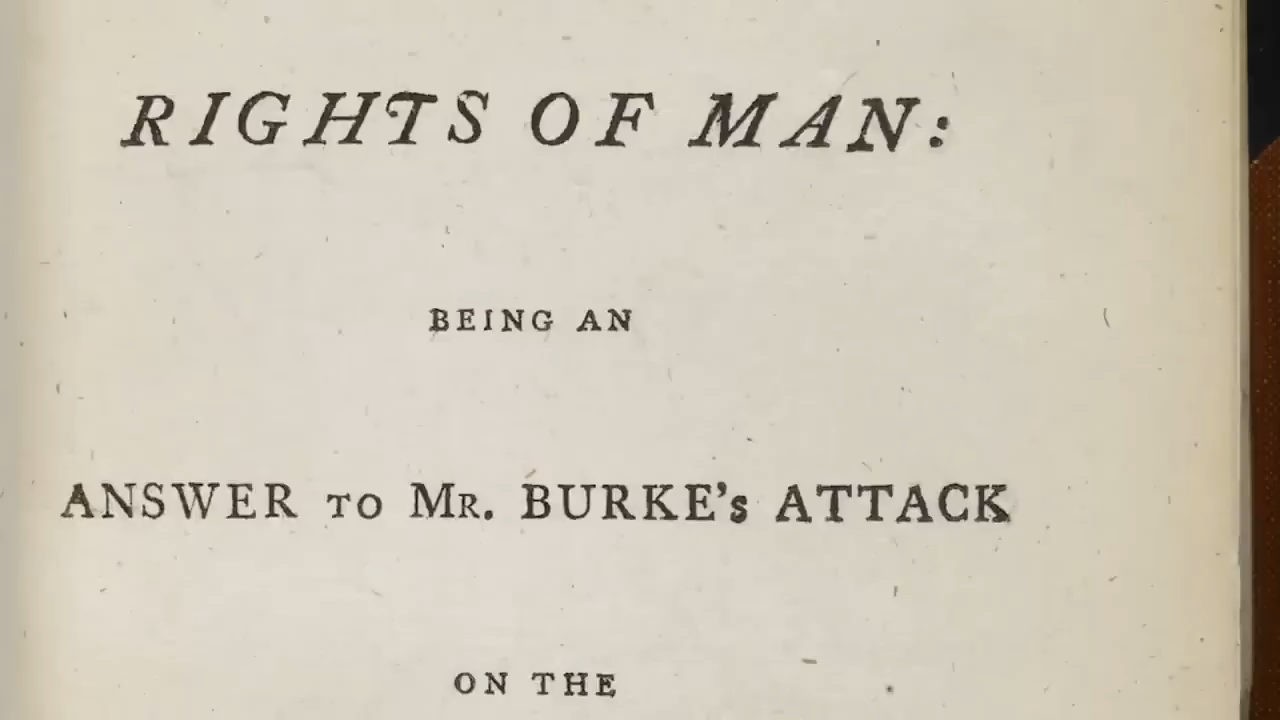 RIGHTS OF MAN:
BEING AN
ANSWER TO MR. BURKE's ATTACK
ON THE